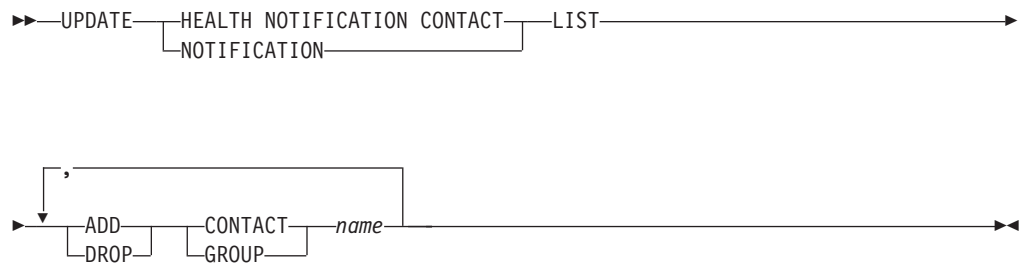 UPDATE HEALTH NOTIFICATION CONTACT LIST
NOTIFICATION
,
ADD CONTACT name
DROP GROUP